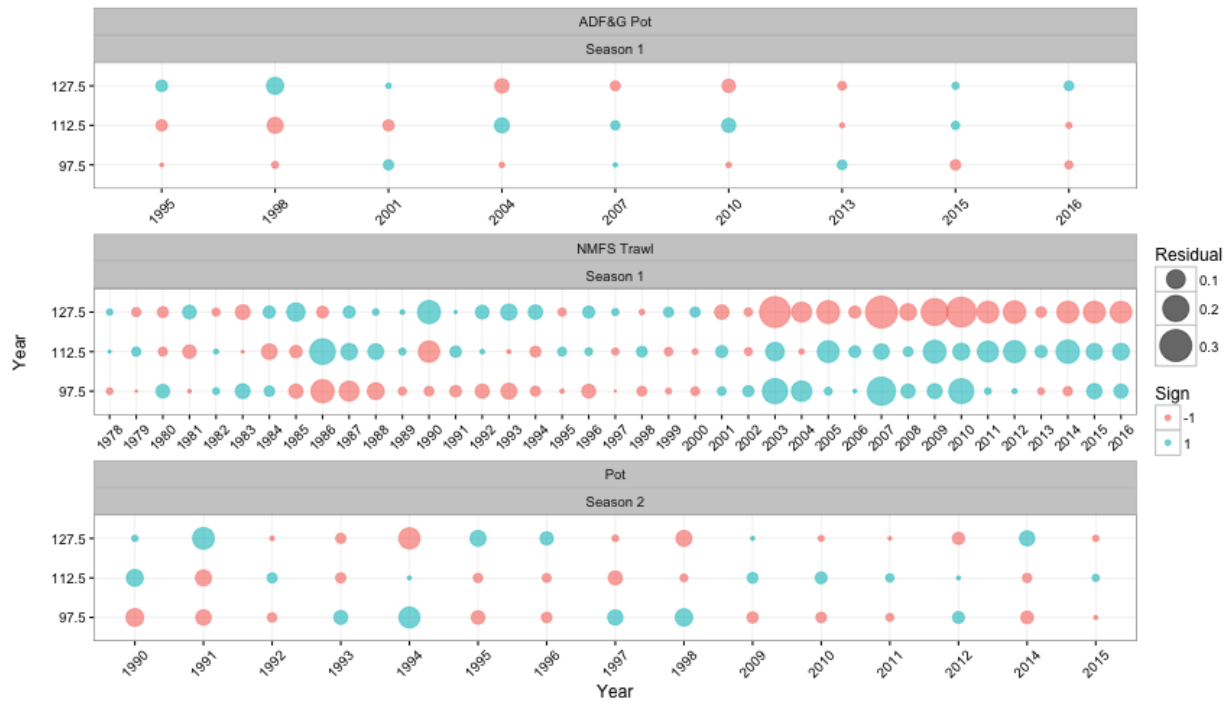 ADF&G Pot
Season 1
127.5
112.5
97.5
1995 1998 2001 2004 2007 2010 2013 2015 2016
NMFS Trawl
Season 1
127.5
112.5
97.5
1978 1979 1980 1981 1982 1983 1984 1985 1986 1987 1988 1989 1990 1991 1992 1993 1994 1995 1996 1997 1998 1999 2000 2001 2002 2003 2004 2005 2006 2007 2008 2009 2010 2011 2012 2013 2014 2015 2016
Pot
Season 2
127.5
112.5
97.5
1990 1991 1992 1993 1994 1995 1996 1997 1998 2009 2010 2011 2012 2014 2015
Year
Year
Residual
0.1
0.2
0.3
Sign
-1
1